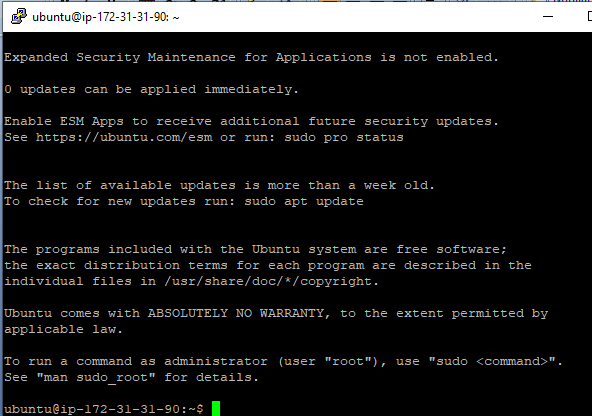 ubuntu@ip-172-31-31-90: ~
Expanded Security Maintenance for Applications is not enabled.
0 updates can be applied immediately.
Enable ESM Apps to receive additional future security updates.
See https://ubuntu.com/esm or run: sudo pro status
The list of available updates is more than a week old.
To check for new updates run: sudo apt update
The programs included with the Ubuntu system are free software;
the exact distribution terms for each program are described in the
individual files in /usr/share/doc/*/copyright.
Ubuntu comes with ABSOLUTELY NO WARRANTY, to the extent permitted by
applicable law.
To run a command as administrator (user "root"), use "sudo <command>".
See "man sudo_root" for details.
ubuntu@ip-172-31-31-90:~$